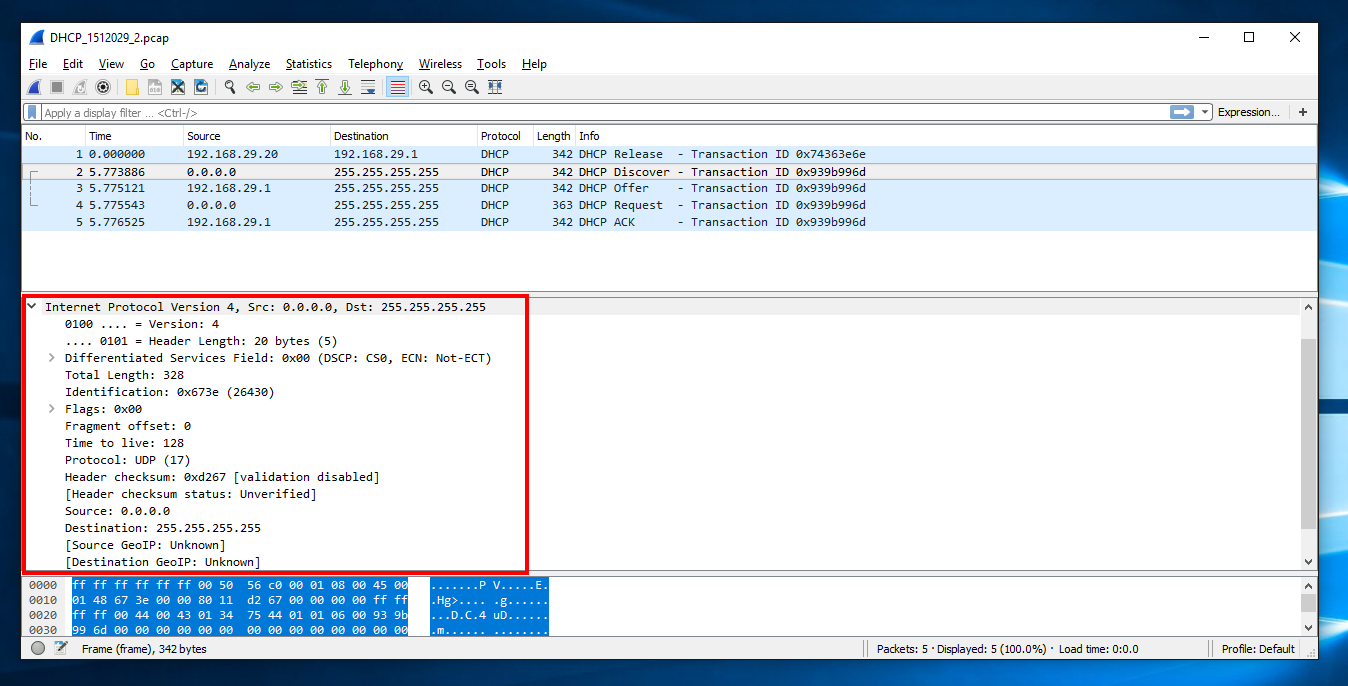 DHCP_1512029_2.pcap
File Edit View Go Capture Analyze Statistics Telephony Wireless Tools Help
Apply a display filter ... <Ctrl-/> Expression... +
No. Time Source Destination Protocol Length Info
1 0.000000 192.168.29.20 192.168.29.1 DHCP 342 DHCP Release - Transaction ID 0x74363e6e
2 5.773886 0.0.0.0 255.255.255.255 DHCP 342 DHCP Discover - Transaction ID 0x939b996d
3 5.775121 192.168.29.1 255.255.255.255 DHCP 342 DHCP Offer - Transaction ID 0x939b996d
4 5.775543 0.0.0.0 255.255.255.255 DHCP 363 DHCP Request - Transaction ID 0x939b996d
5 5.776525 192.168.29.1 255.255.255.255 DHCP 342 DHCP ACK - Transaction ID 0x939b996d
Internet Protocol Version 4, Src: 0.0.0.0, Dst: 255.255.255.255
0100 .... = Version: 4
.... 0101 = Header Length: 20 bytes (5)
Differentiated Services Field: 0x00 (DSCP: CS0, ECN: Not-ECT)
Total Length: 328
Identification: 0x673e (26430)
Flags: 0x00
Fragment offset: 0
Time to live: 128
Protocol: UDP (17)
Header checksum: 0xd267 [validation disabled]
[Header checksum status: Unverified]
Source: 0.0.0.0
Destination: 255.255.255.255
[Source GeoIP: Unknown]
[Destination GeoIP: Unknown]
0000 ff ff ff ff ff ff 00 50 56 c0 00 01 08 00 45 00 .......P V.....E.
0010 01 48 67 3e 00 00 80 11 d2 67 00 00 00 00 ff ff .Hg>.... .g......
0020 ff ff 00 44 00 43 01 34 75 44 01 01 06 00 93 9b ...D.C.4 uD......
0030 99 6d 00 00 00 00 00 00 00 00 00 00 00 00 00 00 .m...... ........
Frame (frame), 342 bytes Packets: 5 · Displayed: 5 (100.0%) · Load time: 0:0.0 Profile: Default